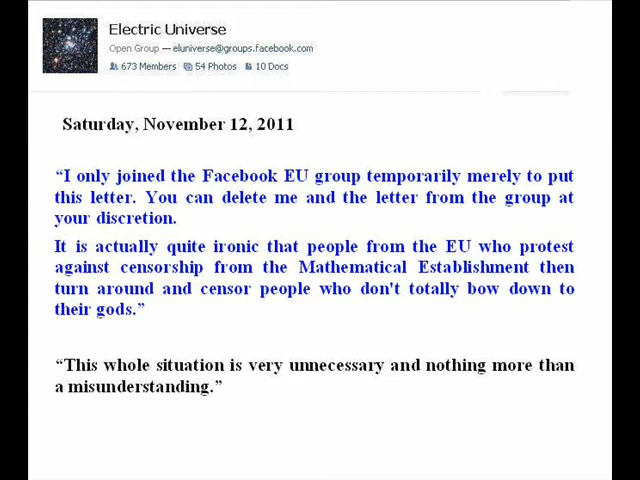 Electric Universe
Open Group — eluniverse@groups.facebook.com
673 Members 54 Photos 10 Docs
Saturday, November 12, 2011
“I only joined the Facebook EU group temporarily merely to put
this letter. You can delete me and the letter from the group at
your discretion.
It is actually quite ironic that people from the EU who protest
against censorship from the Mathematical Establishment then
turn around and censor people who don't totally bow down to
their gods.”
“This whole situation is very unnecessary and nothing more than
a misunderstanding.”